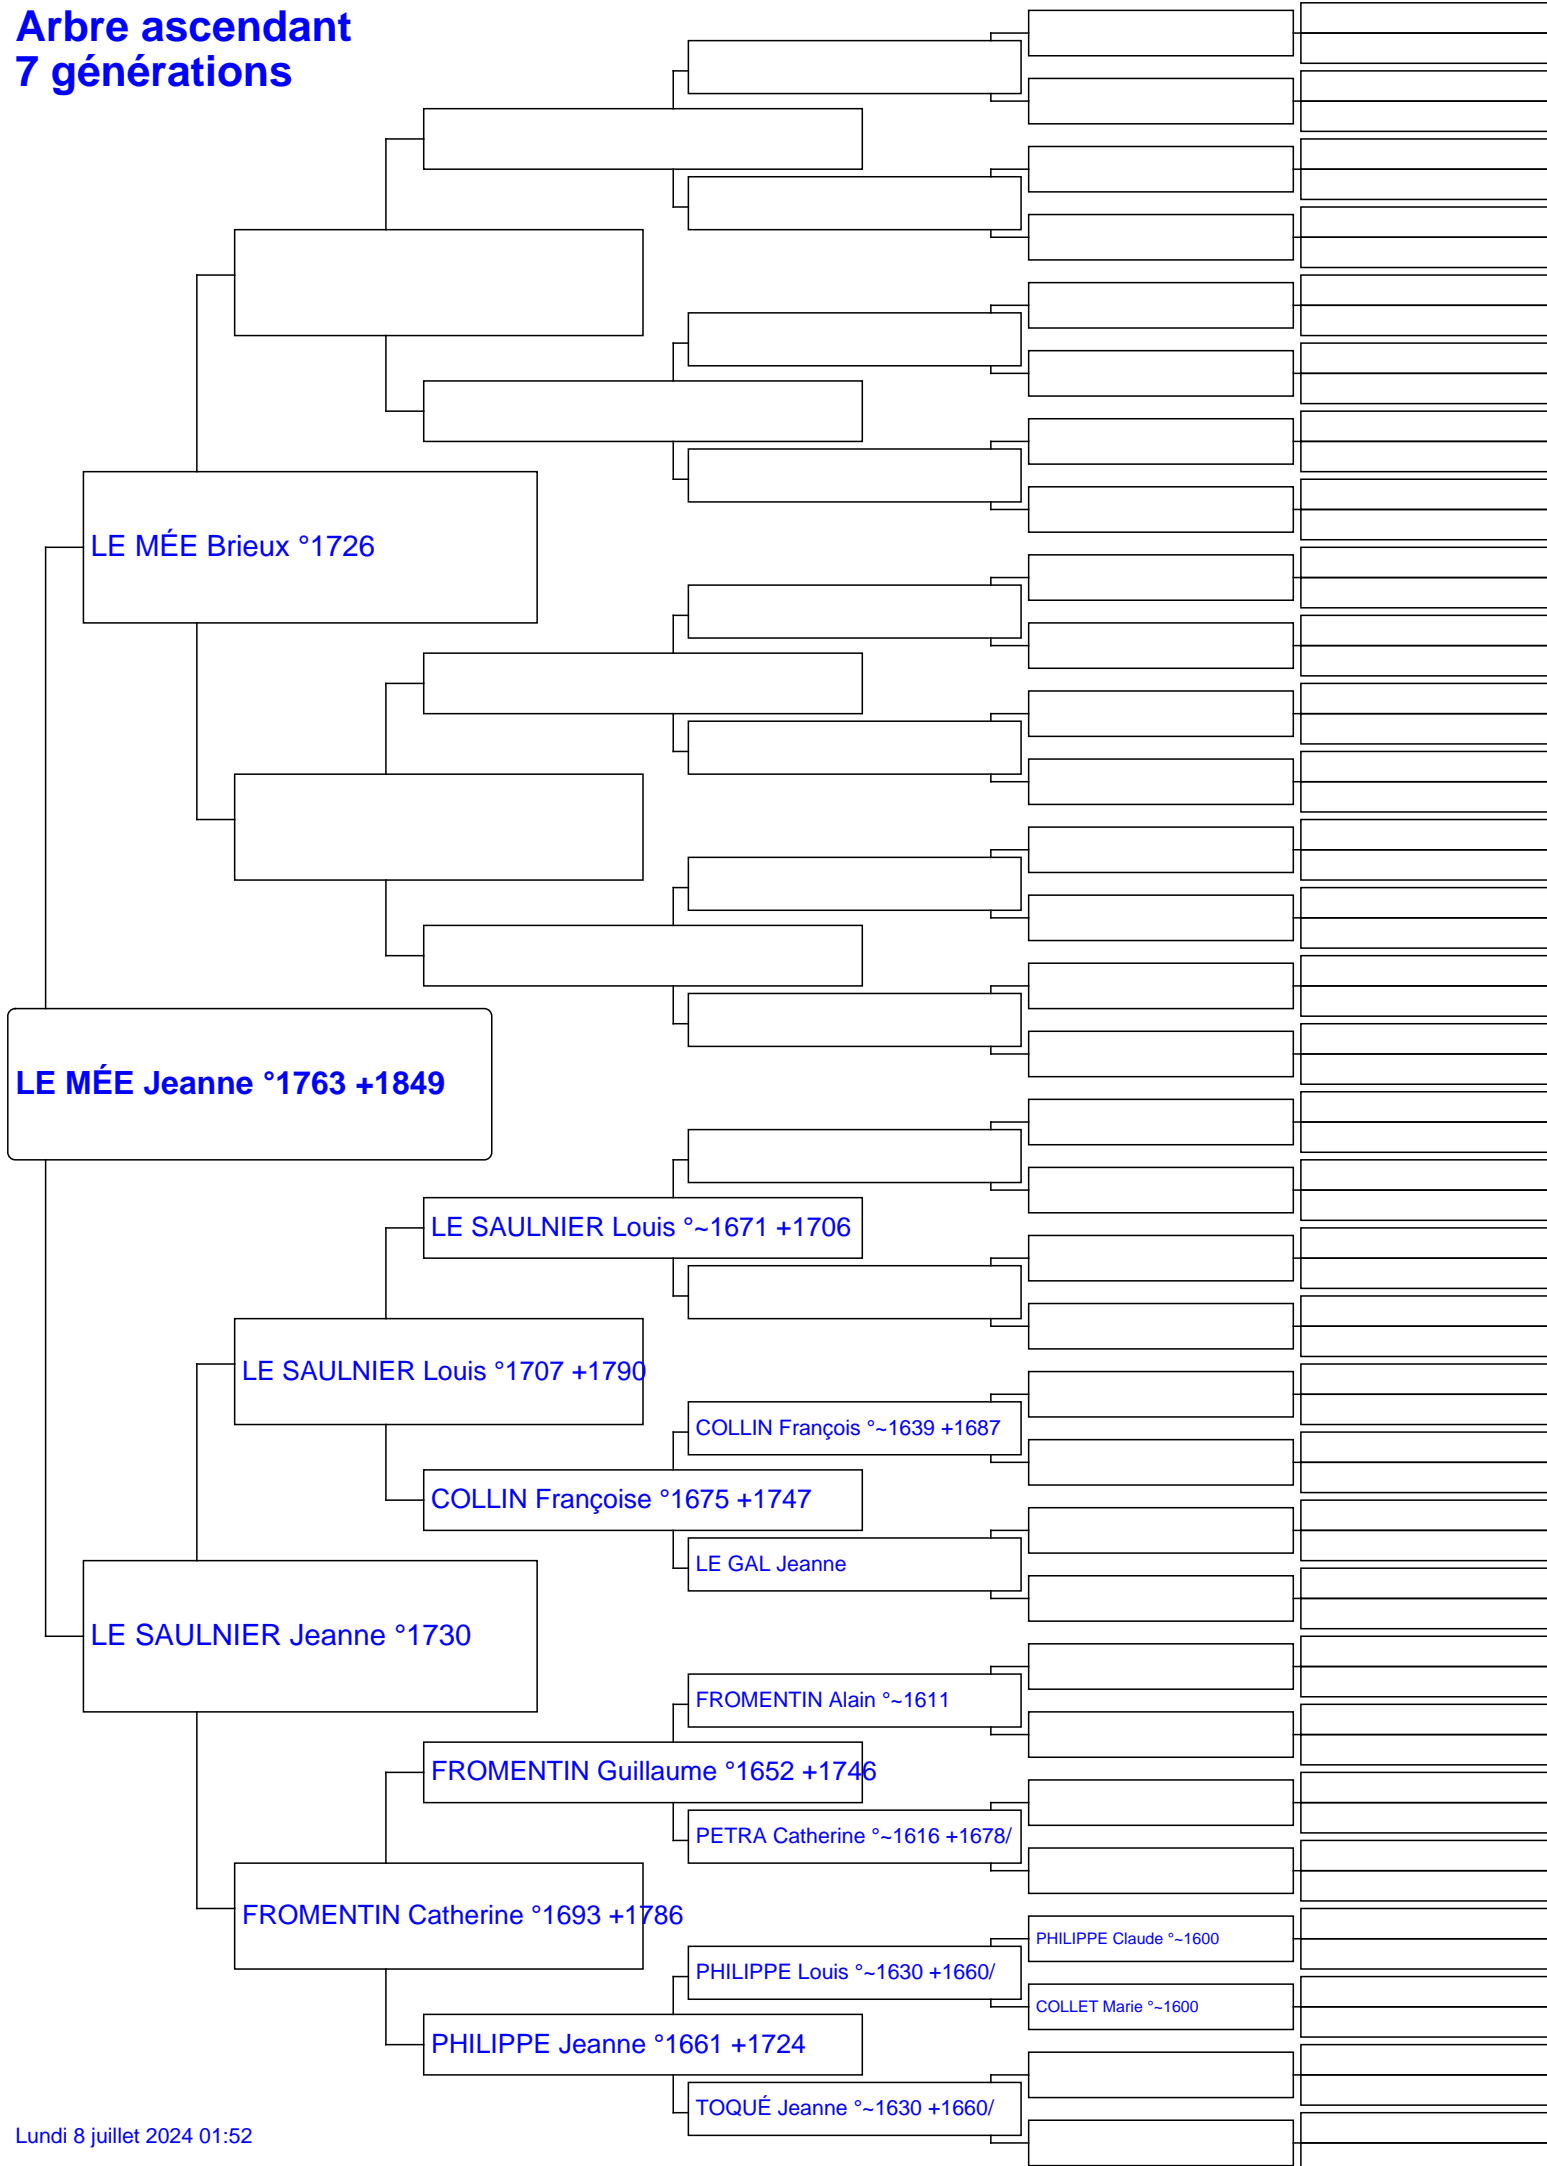 Arbre ascendant
7 générations
LE MÉE Brieux °1726
LE MÉE Jeanne °1763 +1849
LE SAULNIER Louis °~1671 +1706
LE SAULNIER Louis °1707 +1790
COLLIN François °~1639 +1687
COLLIN Françoise °1675 +1747
LE GAL Jeanne
LE SAULNIER Jeanne °1730
FROMENTIN Alain °~1611
FROMENTIN Guillaume °1652 +1746
PETRA Catherine °~1616 +1678/
FROMENTIN Catherine °1693 +1786
PHILIPPE Claude °~1600
PHILIPPE Louis °~1630 +1660/
COLLET Marie °~1600
PHILIPPE Jeanne °1661 +1724
TOQUÉ Jeanne °~1630 +1660/
Lundi 8 juillet 2024 01:52